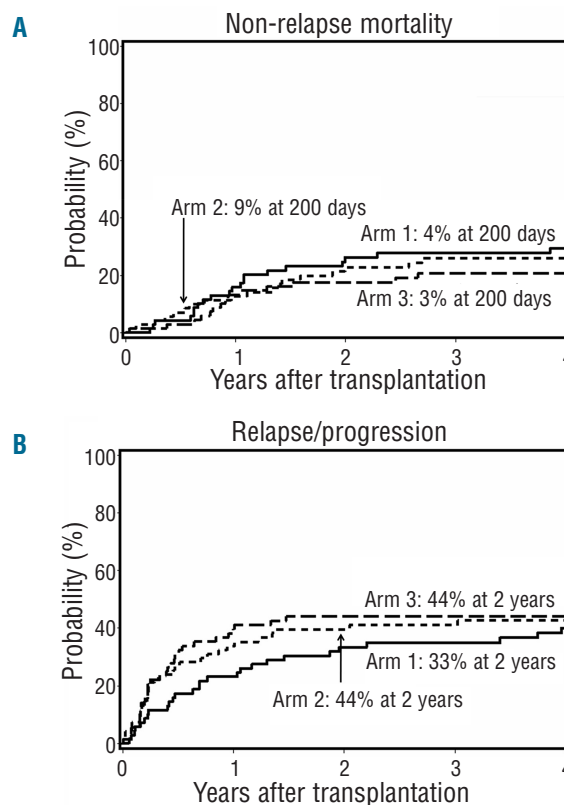 A
Non-relapse mortality
Probability (%)
100
80
60
40
20
0
Arm 2: 9% at 200 days
Arm 1: 4% at 200 days
Arm 3: 3% at 200 days
0 1 2 3 4
Years after transplantation
B
Relapse/progression
Probability (%)
100
80
60
40
20
0
Arm 3: 44% at 2 years
Arm 1: 33% at 2 years
Arm 2: 44% at 2 years
0 1 2 3 4
Years after transplantation